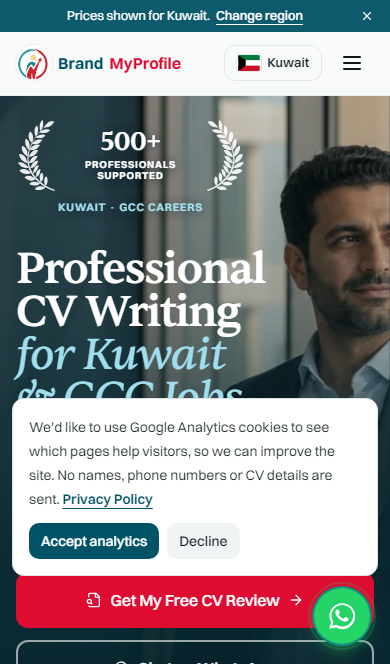 Prices shown for Kuwait. Change region ×
Brand MyProfile
Kuwait
500+
PROFESSIONALS
SUPPORTED
KUWAIT · GCC CAREERS
Professional
CV Writing
for Kuwait
& GCC Jobs
We'd like to use Google Analytics cookies to see
which pages help visitors, so we can improve the
site. No names, phone numbers or CV details are
sent. Privacy Policy
Accept analytics
Decline
Get My Free CV Review →